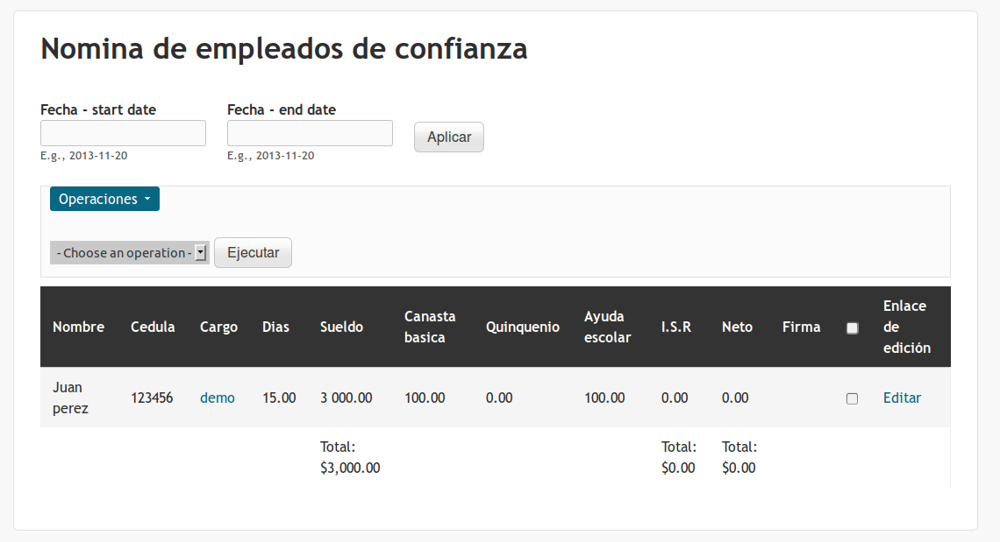 Nomina de empleados de confianza
Fecha - start date Fecha - end date
Aplicar
E.g., 2013-11-20 E.g., 2013-11-20
Operaciones
- Choose an operation - Ejecutar
Nombre Cedula Cargo Dias Sueldo Canasta basica Quinquenio Ayuda escolar I.S.R Neto Firma Enlace de edición
Juan perez 123456 demo 15.00 3 000.00 100.00 0.00 100.00 0.00 0.00 Editar
Total: $3,000.00 Total: $0.00 Total: $0.00